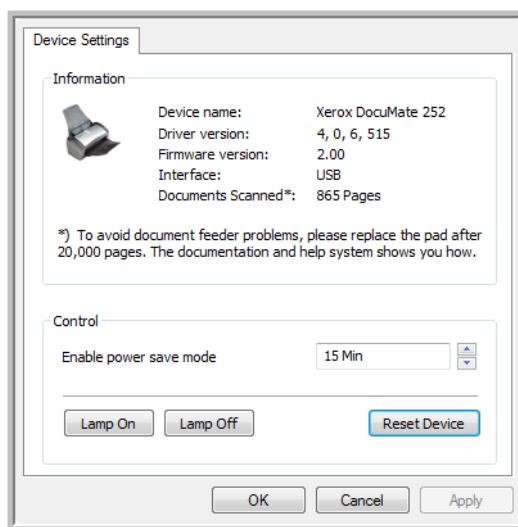 Device Settings
Information
Device name: Xerox DocuMate 252
Driver version: 4, 0, 6, 515
Firmware version: 2.00
Interface: USB
Documents Scanned*: 865 Pages
*) To avoid document feeder problems, please replace the pad after
20,000 pages. The documentation and help system shows you how.
Control
Enable power save mode 15 Min
Lamp On Lamp Off Reset Device
OK Cancel Apply